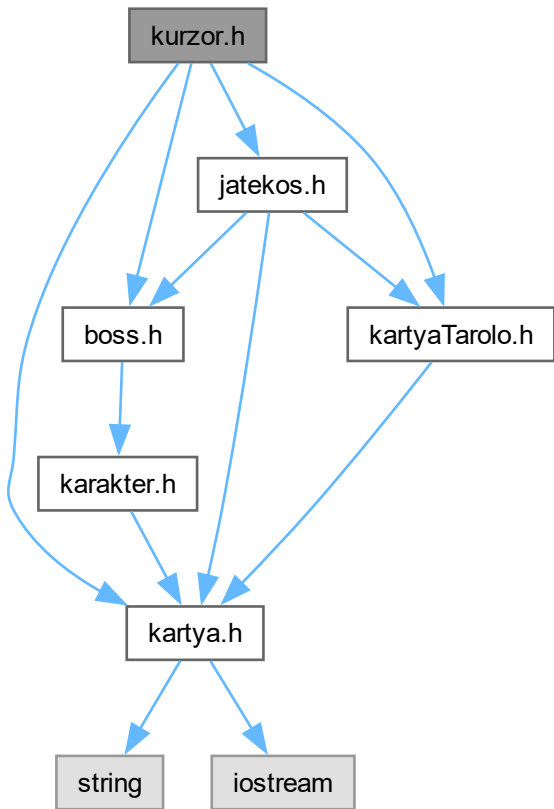 kurzor.h
jatekos.h
boss.h
kartyaTarolo.h
karakter.h
kartya.h
string
iostream